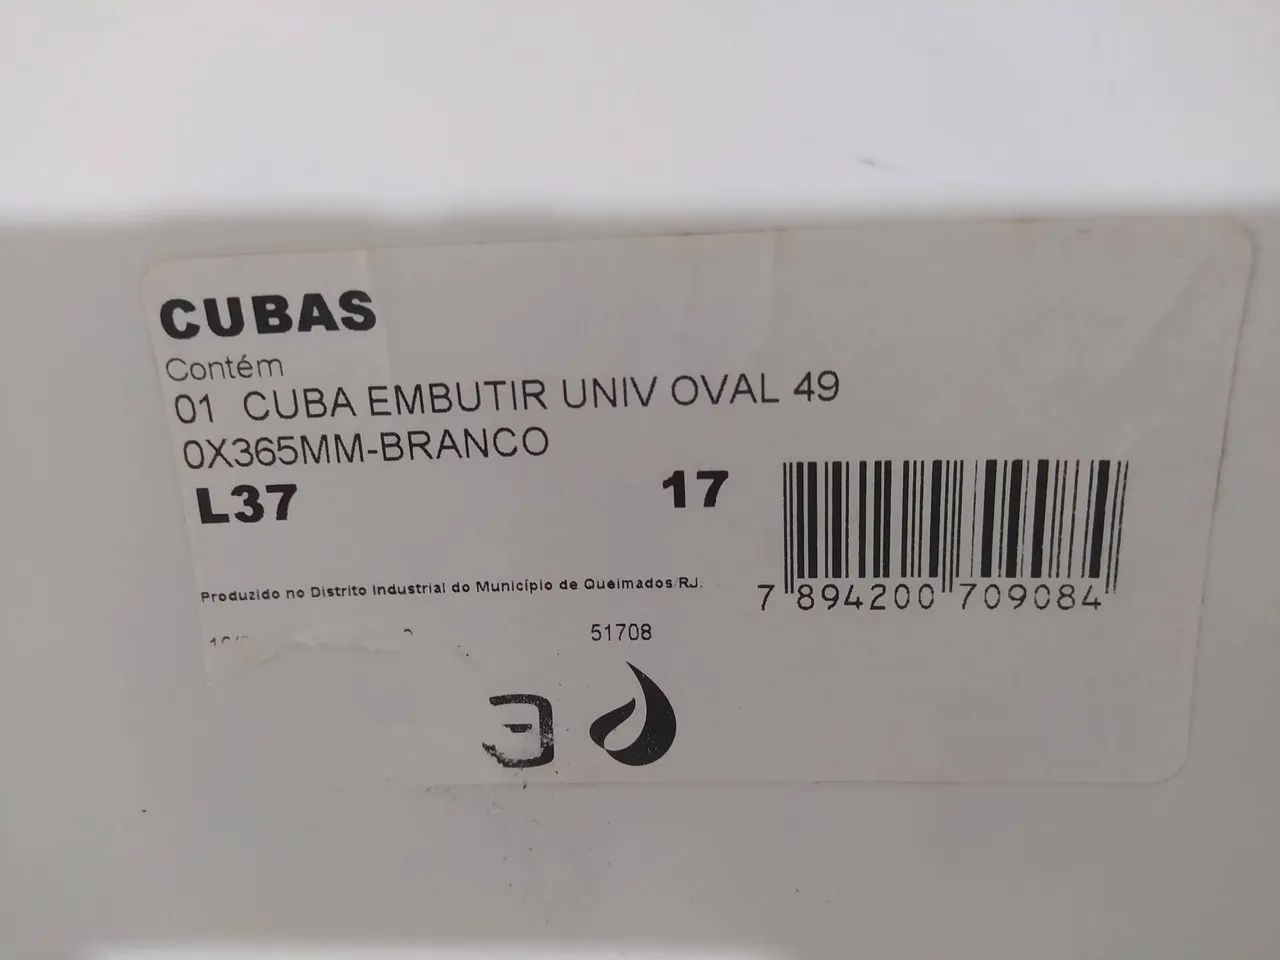 CUBAS
Contém
01 CUBA EMBUTIR UNIV OVAL 49
0X365MM-BRANCO
L37 17
7 894200 709084
Produzido no Distrito Industrial do Município de Queimados/RJ.
51708